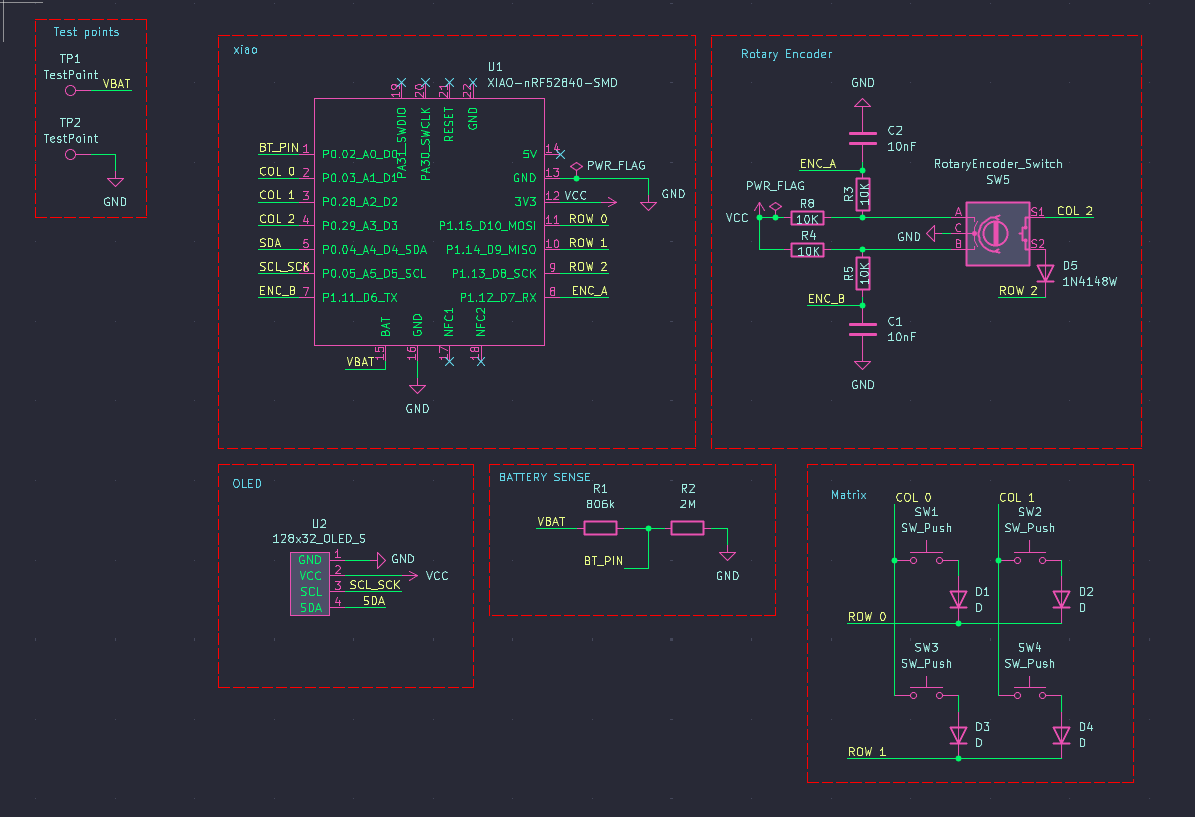 Test points
TP1
TestPoint
VBAT
TP2
TestPoint
GND
xiao
U1
XIAO-nRF52840-SMD
19
20
21
22
PA31_SWDIO
PA30_SWCLK
RESET
GND
BT_PIN 1 P0.02_A0_D0
COL 0 2 P0.03_A1_D1
COL 1 3 P0.28_A2_D2
COL 2 4 P0.29_A3_D3
SDA 5 P0.04_A4_D4_SDA
SCL_SCK 6 P0.05_A5_D5_SCL
ENC_B 7 P1.11_D6_TX
5V 14
PWR_FLAG
GND 13
GND
3V3 12 VCC
P1.15_D10_MOSI 11 ROW 0
P1.14_D9_MISO 10 ROW 1
P1.13_D8_SCK 9 ROW 2
P1.12_D7_RX 8 ENC_A
BAT
GND
NFC1
NFC2
15
16
17
18
VBAT
GND
Rotary Encoder
GND
C2
10nF
ENC_A
R3
10K
PWR_FLAG
VCC
R8
10K
R4
10K
RotaryEncoder_Switch
SW5
A
C
B
GND
S1
S2
COL 2
D5
1N4148W
ROW 2
R5
10K
ENC_B
C1
10nF
GND
OLED
U2
128x32_OLED_S
GND 1 GND
VCC 2 VCC
SCL 3 SCL_SCK
SDA 4 SDA
BATTERY SENSE
R1
806k
R2
2M
VBAT
BT_PIN
GND
Matrix
COL 0
COL 1
SW1
SW_Push
SW2
SW_Push
D1
D
D2
D
ROW 0
SW3
SW_Push
SW4
SW_Push
D3
D
D4
D
ROW 1